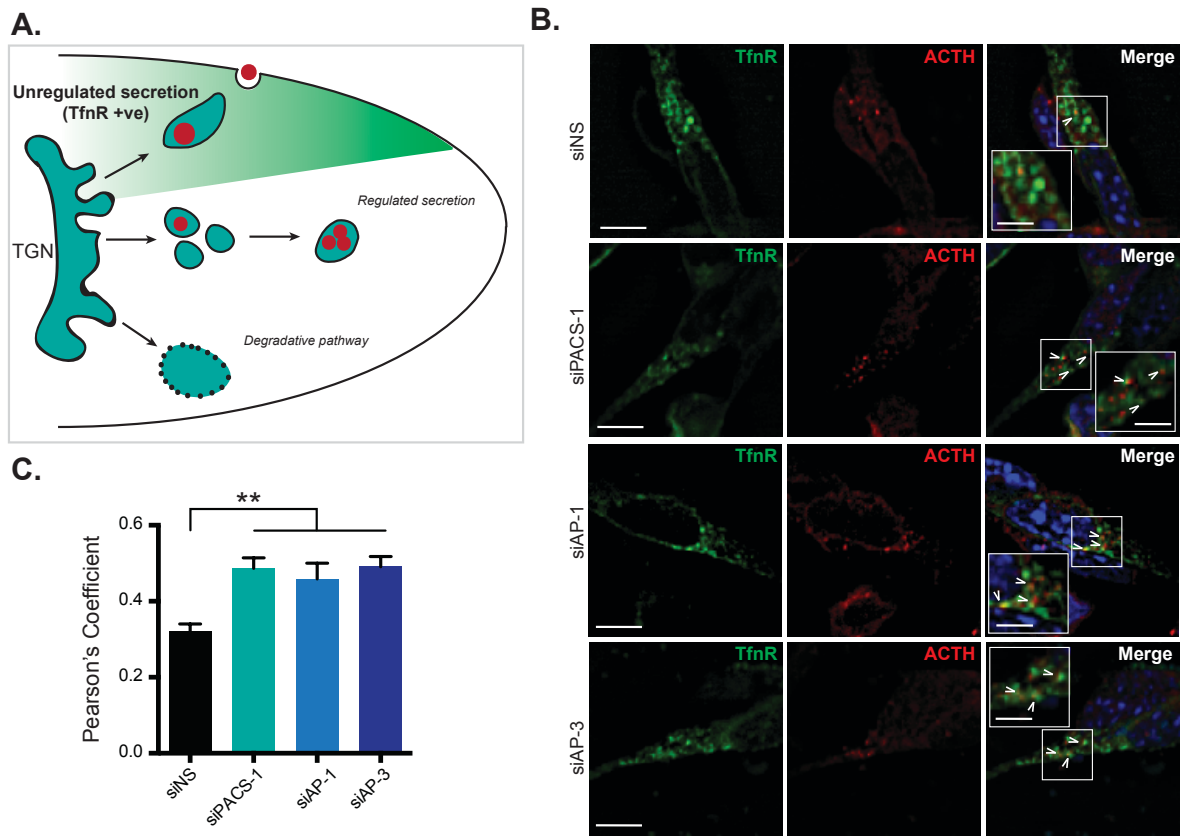 A.
Unregulated secretion
(TfnR +ve)
TGN
Regulated secretion
Degradative pathway
B.
TfnR
ACTH
Merge
siNS
TfnR
ACTH
Merge
siPACS-1
TfnR
ACTH
Merge
siAP-1
TfnR
ACTH
Merge
siAP-3
C.
**
Pearson's Coefficient
0.6
0.4
0.2
0.0
siNS
siPACS-1
siAP-1
siAP-3